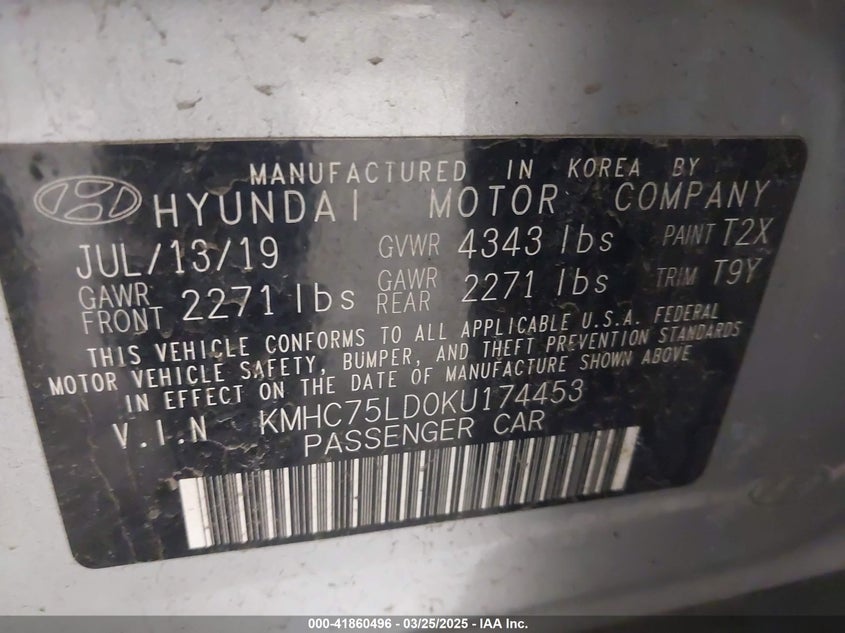 MANUFACTURED IN KOREA BY
HYUNDAI MOTOR COMPANY
JUL/13/19 GVWR 4343 lbs PAINT T2X
GAWR FRONT 2271 lbs GAWR REAR 2271 lbs TRIM T9Y
THIS VEHICLE CONFORMS TO ALL APPLICABLE U.S.A. FEDERAL
MOTOR VEHICLE SAFETY, BUMPER, AND THEFT PREVENTION STANDARDS
IN EFFECT ON THE DATE OF MANUFACTURE SHOWN ABOVE
V.I.N KMHC75LD0KU174453
PASSENGER CAR
000-41860496 — 03/25/2025 — IAA Inc.